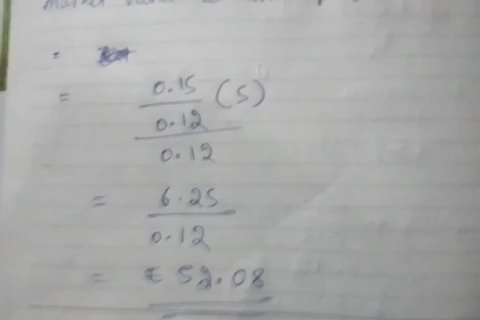 = 0.15/0.12 (5) / 0.12
= 6.25/0.12
= € 52.08